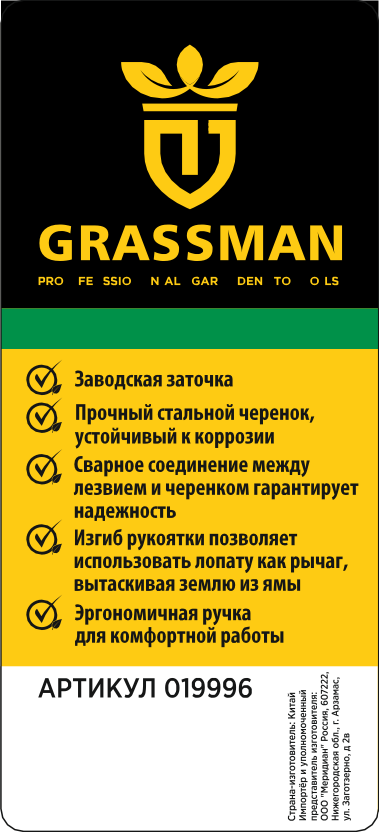 GRASSMAN
PRO FE SSIO N AL GAR DEN TO O LS
Заводская заточка
Прочный стальной черенок,
устойчивый к коррозии
Сварное соединение между
лезвием и черенком гарантирует
надежность
Изгиб рукоятки позволяет
использовать лопату как рычаг,
вытаскивая землю из ямы
Эргономичная ручка
для комфортной работы
АРТИКУЛ 019996
Страна-изготовитель: Китай
Импортёр и уполномоченный
представитель изготовителя:
ООО "Меридиан" Россия, 607222,
Нижегородская обл., г. Арзамас,
ул. Заготзерно, д 2в